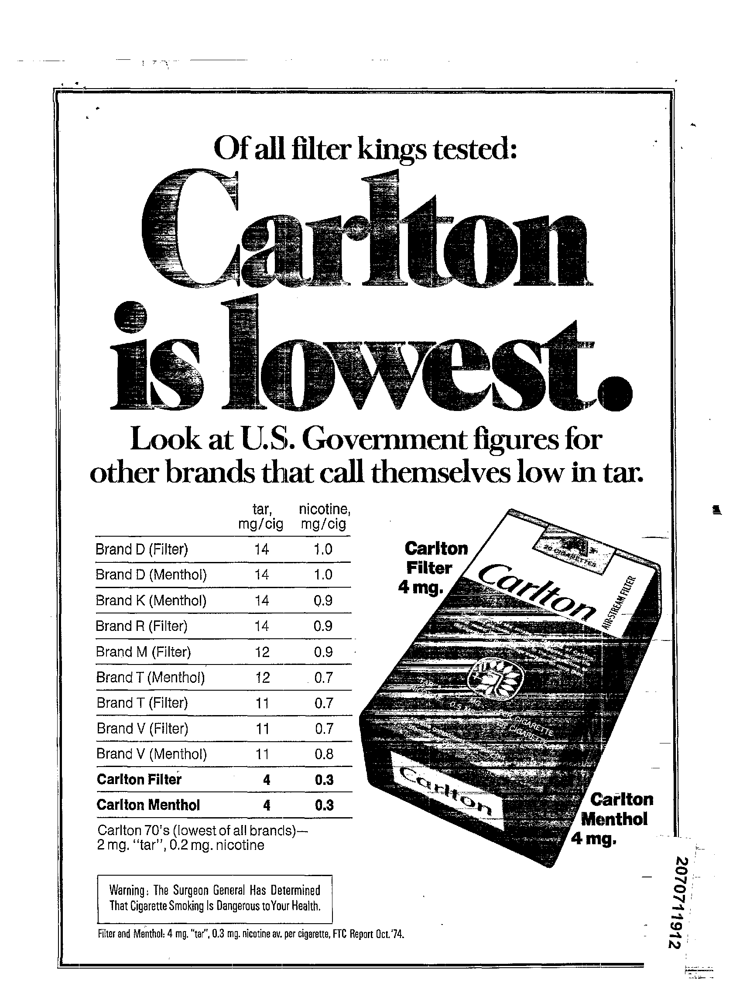 Of all filter kings tested:
Carlton
is lowest.
Look at U.S. Government figures for
other brands that call themselves low in tar.
tar, nicotine,
mg/cig mg/cig
Brand D (Filter) 14 1.0
Brand D (Menthol) 14 1.0
Brand K (Menthol) 14 0.9
Brand R (Filter) 14 0.9
Brand M (Filter) 12 0.9
Brand T (Menthol) 12 0.7
Brand T (Filter) 11 0.7
Brand V (Filter) 11 0.7
Brand V (Menthol) 11 0.8
Carlton Filter 4 0.3
Carlton Menthol 4 0.3
Carlton 70's (lowest of all brands)—
2 mg. "tar", 0.2 mg. nicotine
Carlton
Filter
4 mg.
20 CIGARETTES
Carlton
AIR-STREAM FILTER
Carlton
Carlton
Menthol
4 mg.
Warning: The Surgeon General Has Determined
That Cigarette Smoking Is Dangerous to Your Health.
Filter and Menthol: 4 mg. "tar", 0.3 mg. nicotine av. per cigarette, FTC Report Oct. '74.
2070711912